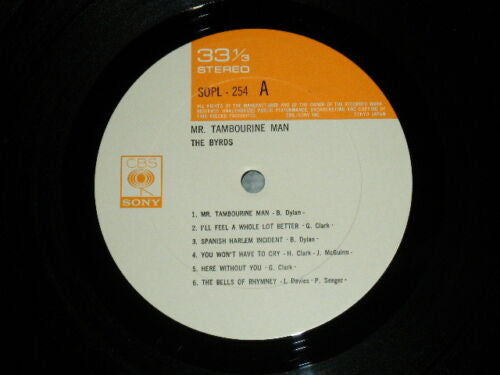 33 1/3
STEREO
SOPL - 254 A
ALL RIGHTS OF THE MANUFACTURER AND OF THE OWNER OF THE RECORDED WORK
RESERVED UNAUTHORIZED PUBLIC PERFORMANCE BROADCASTING AND COPYING OF
THIS RECORD PROHIBITED. CBS/SONY INC. TOKYO JAPAN
MR. TAMBOURINE MAN
THE BYRDS
CBS
SONY
1. MR. TAMBOURINE MAN - B. Dylan -
2. I'LL FEEL A WHOLE LOT BETTER - G. Clark -
3. SPANISH HARLEM INCIDENT - B. Dylan -
4. YOU WON'T HAVE TO CRY - H. Clark - J. McGuinn -
5. HERE WITHOUT YOU - G. Clark -
6. THE BELLS OF RHYMNEY - L. Davies - P. Seeger -